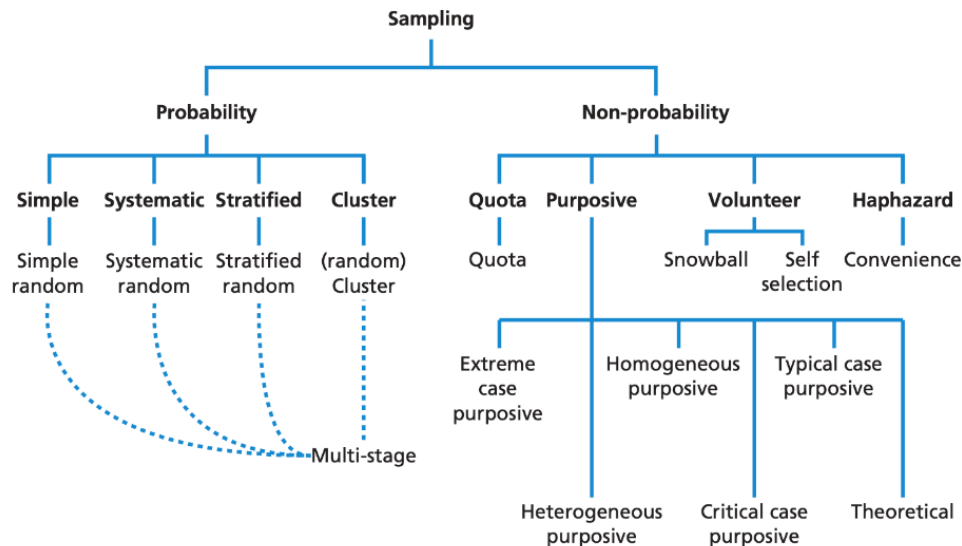 Sampling
Probability
Non-probability
Simple
Systematic
Stratified
Cluster
Quota
Purposive
Volunteer
Haphazard
Simple
random
Systematic
random
Stratified
random
(random)
Cluster
Quota
Snowball
Self
selection
Convenience
Extreme
case
purposive
Homogeneous
purposive
Typical case
purposive
Multi-stage
Heterogeneous
purposive
Critical case
purposive
Theoretical